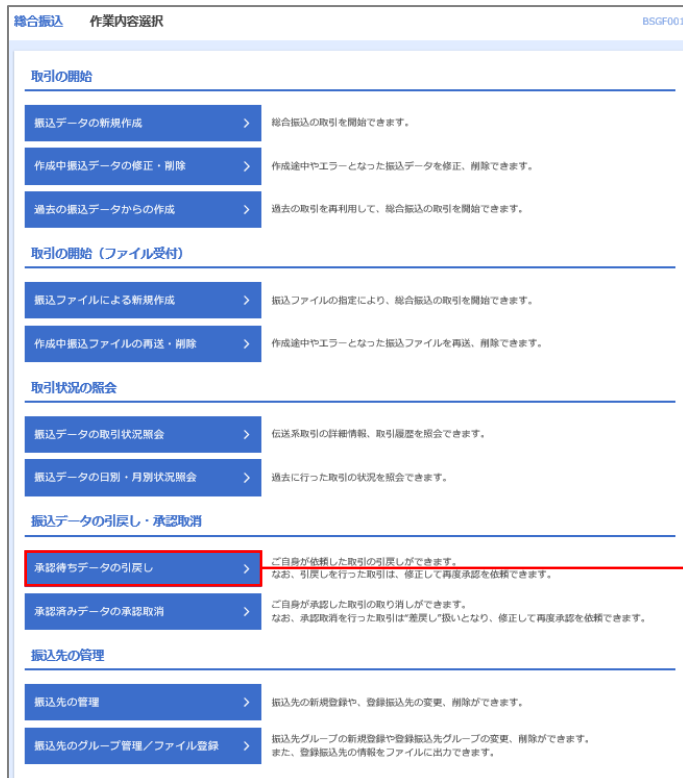 総合振込 作業内容選択 BSGF001
取引の開始
振込データの新規作成 総合振込の取引を開始できます。
作成中振込データの修正・削除 作成途中やエラーとなった振込データを修正、削除できます。
過去の振込データからの作成 過去の取引を再利用して、総合振込の取引を開始できます。
取引の開始（ファイル受付）
振込ファイルによる新規作成 振込ファイルの指定により、総合振込の取引を開始できます。
作成中振込ファイルの再送・削除 作成途中やエラーとなった振込ファイルを再送、削除できます。
取引状況の照会
振込データの取引状況照会 伝送系取引の詳細情報、取引履歴を照会できます。
振込データの日別・月別状況照会 過去に行った取引の状況を照会できます。
振込データの引戻し・承認取消
承認待ちデータの引戻し ご自身が依頼した取引の引戻しができます。
なお、引戻しを行った取引は、修正して再度承認を依頼できます。
承認済みデータの承認取消 ご自身が承認した取引の取り消しができます。
なお、承認取消を行った取引は“差戻し”扱いとなり、修正して再度承認を依頼できます。
振込先の管理
振込先の管理 振込先の新規登録や、登録振込先の変更、削除ができます。
振込先のグループ管理／ファイル登録 振込先グループの新規登録や登録振込先グループの変更、削除ができます。
また、登録振込先の情報をファイルに出力できます。